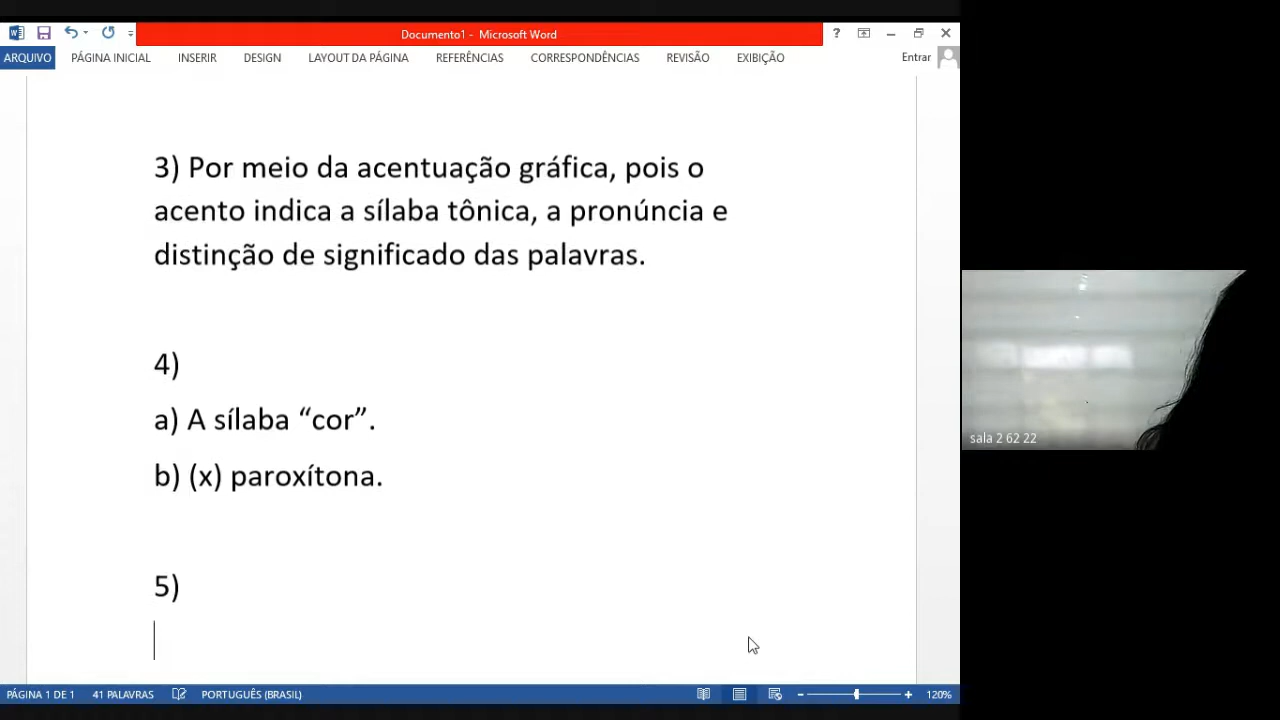 Documento1 - Microsoft Word
?
ARQUIVO PÁGINA INICIAL INSERIR DESIGN LAYOUT DA PÁGINA REFERÊNCIAS CORRESPONDÊNCIAS REVISÃO EXIBIÇÃO Entrar
3) Por meio da acentuação gráfica, pois o
acento indica a sílaba tônica, a pronúncia e
distinção de significado das palavras.
4)
a) A sílaba “cor”.
b) (x) paroxítona.
5)
sala 2 62 22
PÁGINA 1 DE 1 41 PALAVRAS PORTUGUÊS (BRASIL) 120%